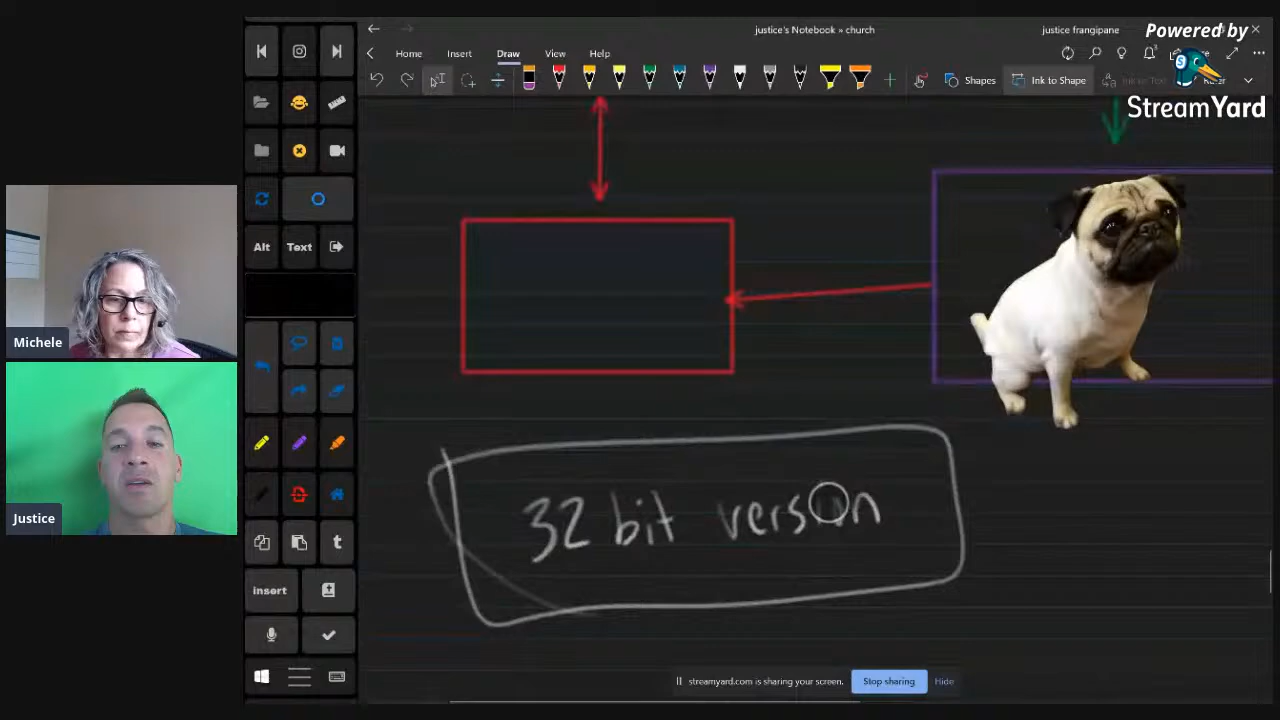 justice's Notebook » church
justice frangipane
Powered by
Home Insert Draw View Help
Shapes
Ink to Shape
StreamYard
Alt
Text
Michele
Justice
32 bit version
insert
t
streamyard.com is sharing your screen.
Stop sharing
Hide